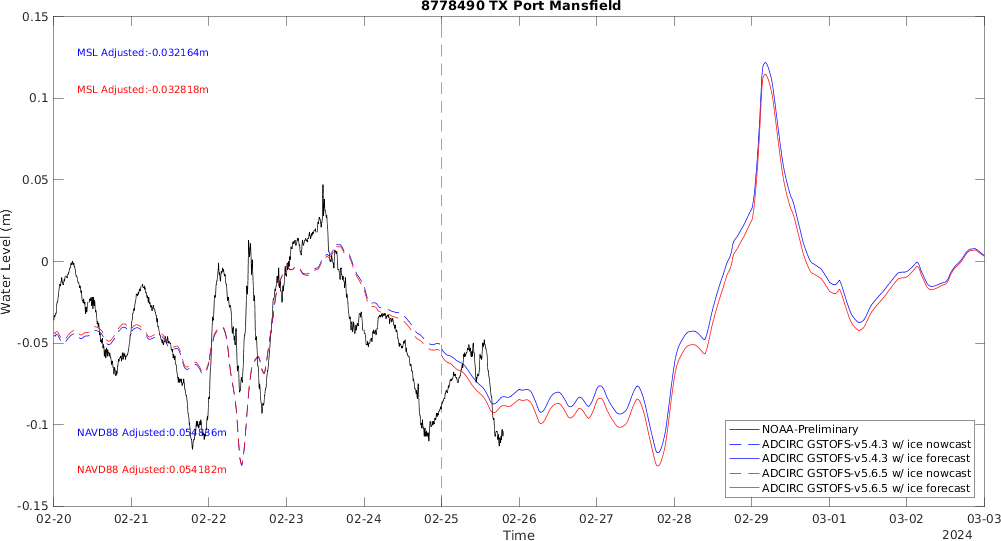 8778490 TX Port Mansfield
0.15
MSL Adjusted:-0.032164m
MSL Adjusted:-0.032818m
0.1
0.05
0
-0.05
-0.1
-0.15
Water Level (m)
NAVD88 Adjusted:0.054836m
NAVD88 Adjusted:0.054182m
NOAA-Preliminary
ADCIRC GSTOFS-v5.4.3 w/ ice nowcast
ADCIRC GSTOFS-v5.4.3 w/ ice forecast
ADCIRC GSTOFS-v5.6.5 w/ ice nowcast
ADCIRC GSTOFS-v5.6.5 w/ ice forecast
02-20 02-21 02-22 02-23 02-24 02-25 02-26 02-27 02-28 02-29 03-01 03-02 03-03
Time
2024